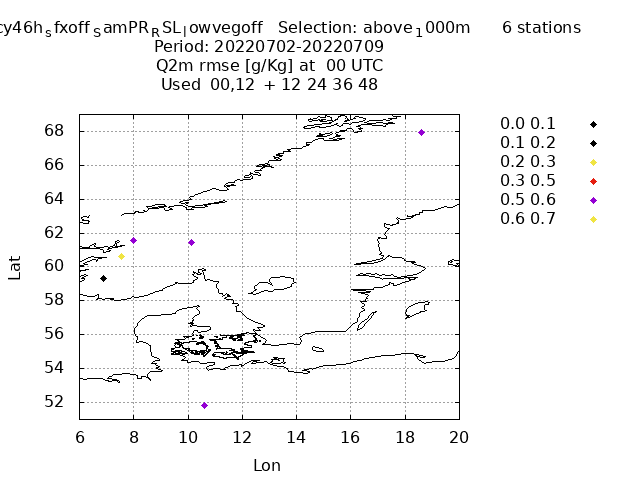 cy46h_sfxoff_SamPR_RSL_lowvegoff Selection: above_1000m 6 stations
Period: 20220702-20220709
Q2m rmse [g/Kg] at 00 UTC
Used 00,12 + 12 24 36 48
0.0 0.1
0.1 0.2
0.2 0.3
0.3 0.5
0.5 0.6
0.6 0.7
68
66
64
62
60
58
56
54
52
Lat
6 8 10 12 14 16 18 20
Lon